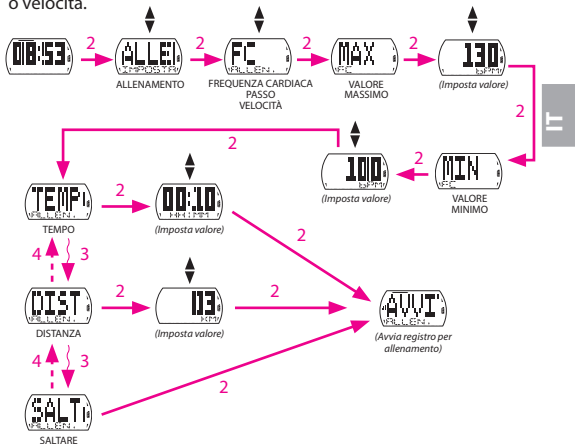 o velocità.
18:53
2
ALLE
IMPOSTA
ALLENAMENTO
2
FC
ALLEN.
FREQUENZA CARDIACA
PASSO
VELOCITÀ
2
MAX
FC
VALORE
MASSIMO
2
130
BPM
(Imposta valore)
2
IT
MIN
FC
VALORE
MINIMO
2
100
BPM
(Imposta valore)
2
TEMP
ALLEN.
TEMPO
2
00:10
HH:MM
(Imposta valore)
2
4
3
DIST
ALLEN.
DISTANZA
2
03
KM
(Imposta valore)
2
AVVI
ALLEN.
(Avvia registro per
allenamento)
4
3
SALT
ALLEN.
SALTARE
2